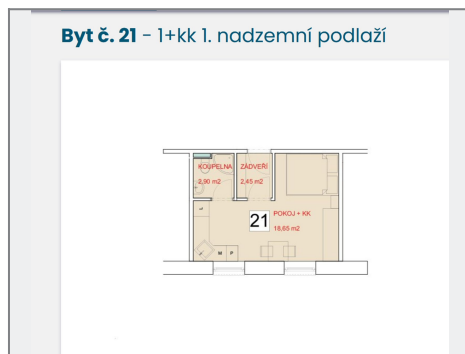 Byt č. 21 - 1+kk 1. nadzemní podlaží
KOUPELNA
2,90 m2
ZÁDVEŘÍ
2,45 m2
21
POKOJ + KK
18,65 m2
L
M P